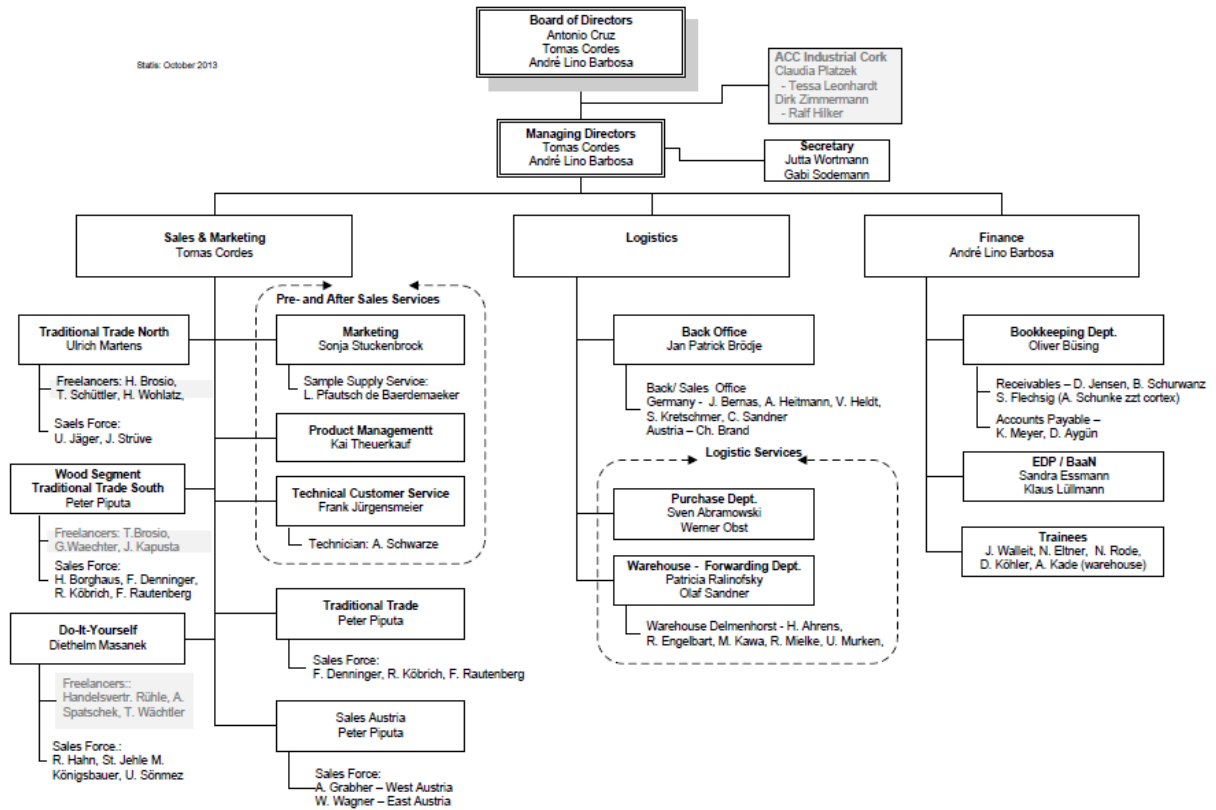 Board of Directors
Antonio Cruz
Tomas Cordes
André Lino Barbosa
Statis: October 2013
ACC Industrial Cork
Claudia Platzek
- Tessa Leonhardt
Dirk Zimmermann
- Ralf Hilker
Managing Directors
Tomas Cordes
André Lino Barbosa
Secretary
Jutta Wortmann
Gabi Sodemann
Sales & Marketing
Tomas Cordes
Logistics
Finance
André Lino Barbosa
Traditional Trade North
Ulrich Martens
Freelancers: H. Brosio,
T. Schüttler, H. Wohlatz,
Saels Force:
U. Jäger, J. Strüve
Wood Segment
Traditional Trade South
Peter Piputa
Freelancers: T.Brosio,
G.Waechter, J. Kapusta
Sales Force:
H. Borghaus, F. Denninger,
R. Köbrich, F. Rautenberg
Do-It-Yourself
Diethelm Masanek
Freelancers::
Handelsvertr. Rühle, A.
Spatschek, T. Wächtler
Sales Force.:
R. Hahn, St. Jehle M.
Königsbauer, U. Sönmez
Pre- and After Sales Services
Marketing
Sonja Stuckenbrock
Sample Supply Service:
L. Pfautsch de Baerdemaeker
Product Managementt
Kai Theuerkauf
Technical Customer Service
Frank Jürgensmeier
Technician: A. Schwarze
Traditional Trade
Peter Piputa
Sales Force:
F. Denninger, R. Köbrich, F. Rautenberg
Sales Austria
Peter Piputa
Sales Force:
A. Grabher – West Austria
W. Wagner – East Austria
Back Office
Jan Patrick Brödje
Back/ Sales Office
Germany - J. Bernas, A. Heitmann, V. Heldt,
S. Kretschmer, C. Sandner
Austria – Ch. Brand
Logistic Services
Purchase Dept.
Sven Abramowski
Werner Obst
Warehouse - Forwarding Dept.
Patricia Ralinofsky
Olaf Sandner
Warehouse Delmenhorst - H. Ahrens,
R. Engelbart, M. Kawa, R. Mielke, U. Murken,
Bookkeeping Dept.
Oliver Büsing
Receivables – D. Jensen, B. Schurwanz
S. Flechsig (A. Schunke zzt cortex)
Accounts Payable –
K. Meyer, D. Aygün
EDP / BaaN
Sandra Essmann
Klaus Lüllmann
Trainees
J. Walleit, N. Eltner, N. Rode,
D. Köhler, A. Kade (warehouse)